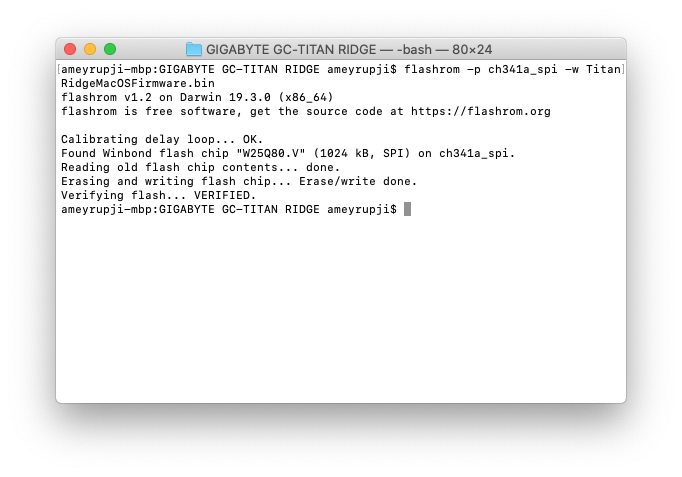 GIGABYTE GC-TITAN RIDGE — -bash — 80×24
[ameyrupji-mbp:GIGABYTE GC-TITAN RIDGE ameyrupji$ flashrom -p ch341a_spi -w Titan]
RidgeMacOSFirmware.bin
flashrom v1.2 on Darwin 19.3.0 (x86_64)
flashrom is free software, get the source code at https://flashrom.org
Calibrating delay loop... OK.
Found Winbond flash chip "W25Q80.V" (1024 kB, SPI) on ch341a_spi.
Reading old flash chip contents... done.
Erasing and writing flash chip... Erase/write done.
Verifying flash... VERIFIED.
ameyrupji-mbp:GIGABYTE GC-TITAN RIDGE ameyrupji$